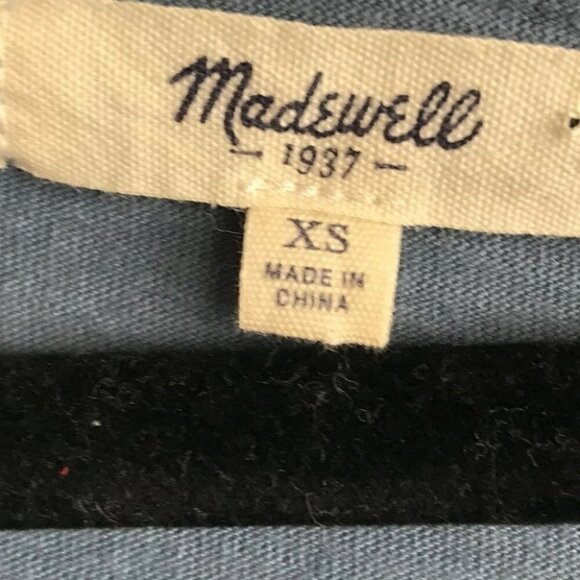 Madewell
— 1937 —
XS
MADE IN
CHINA